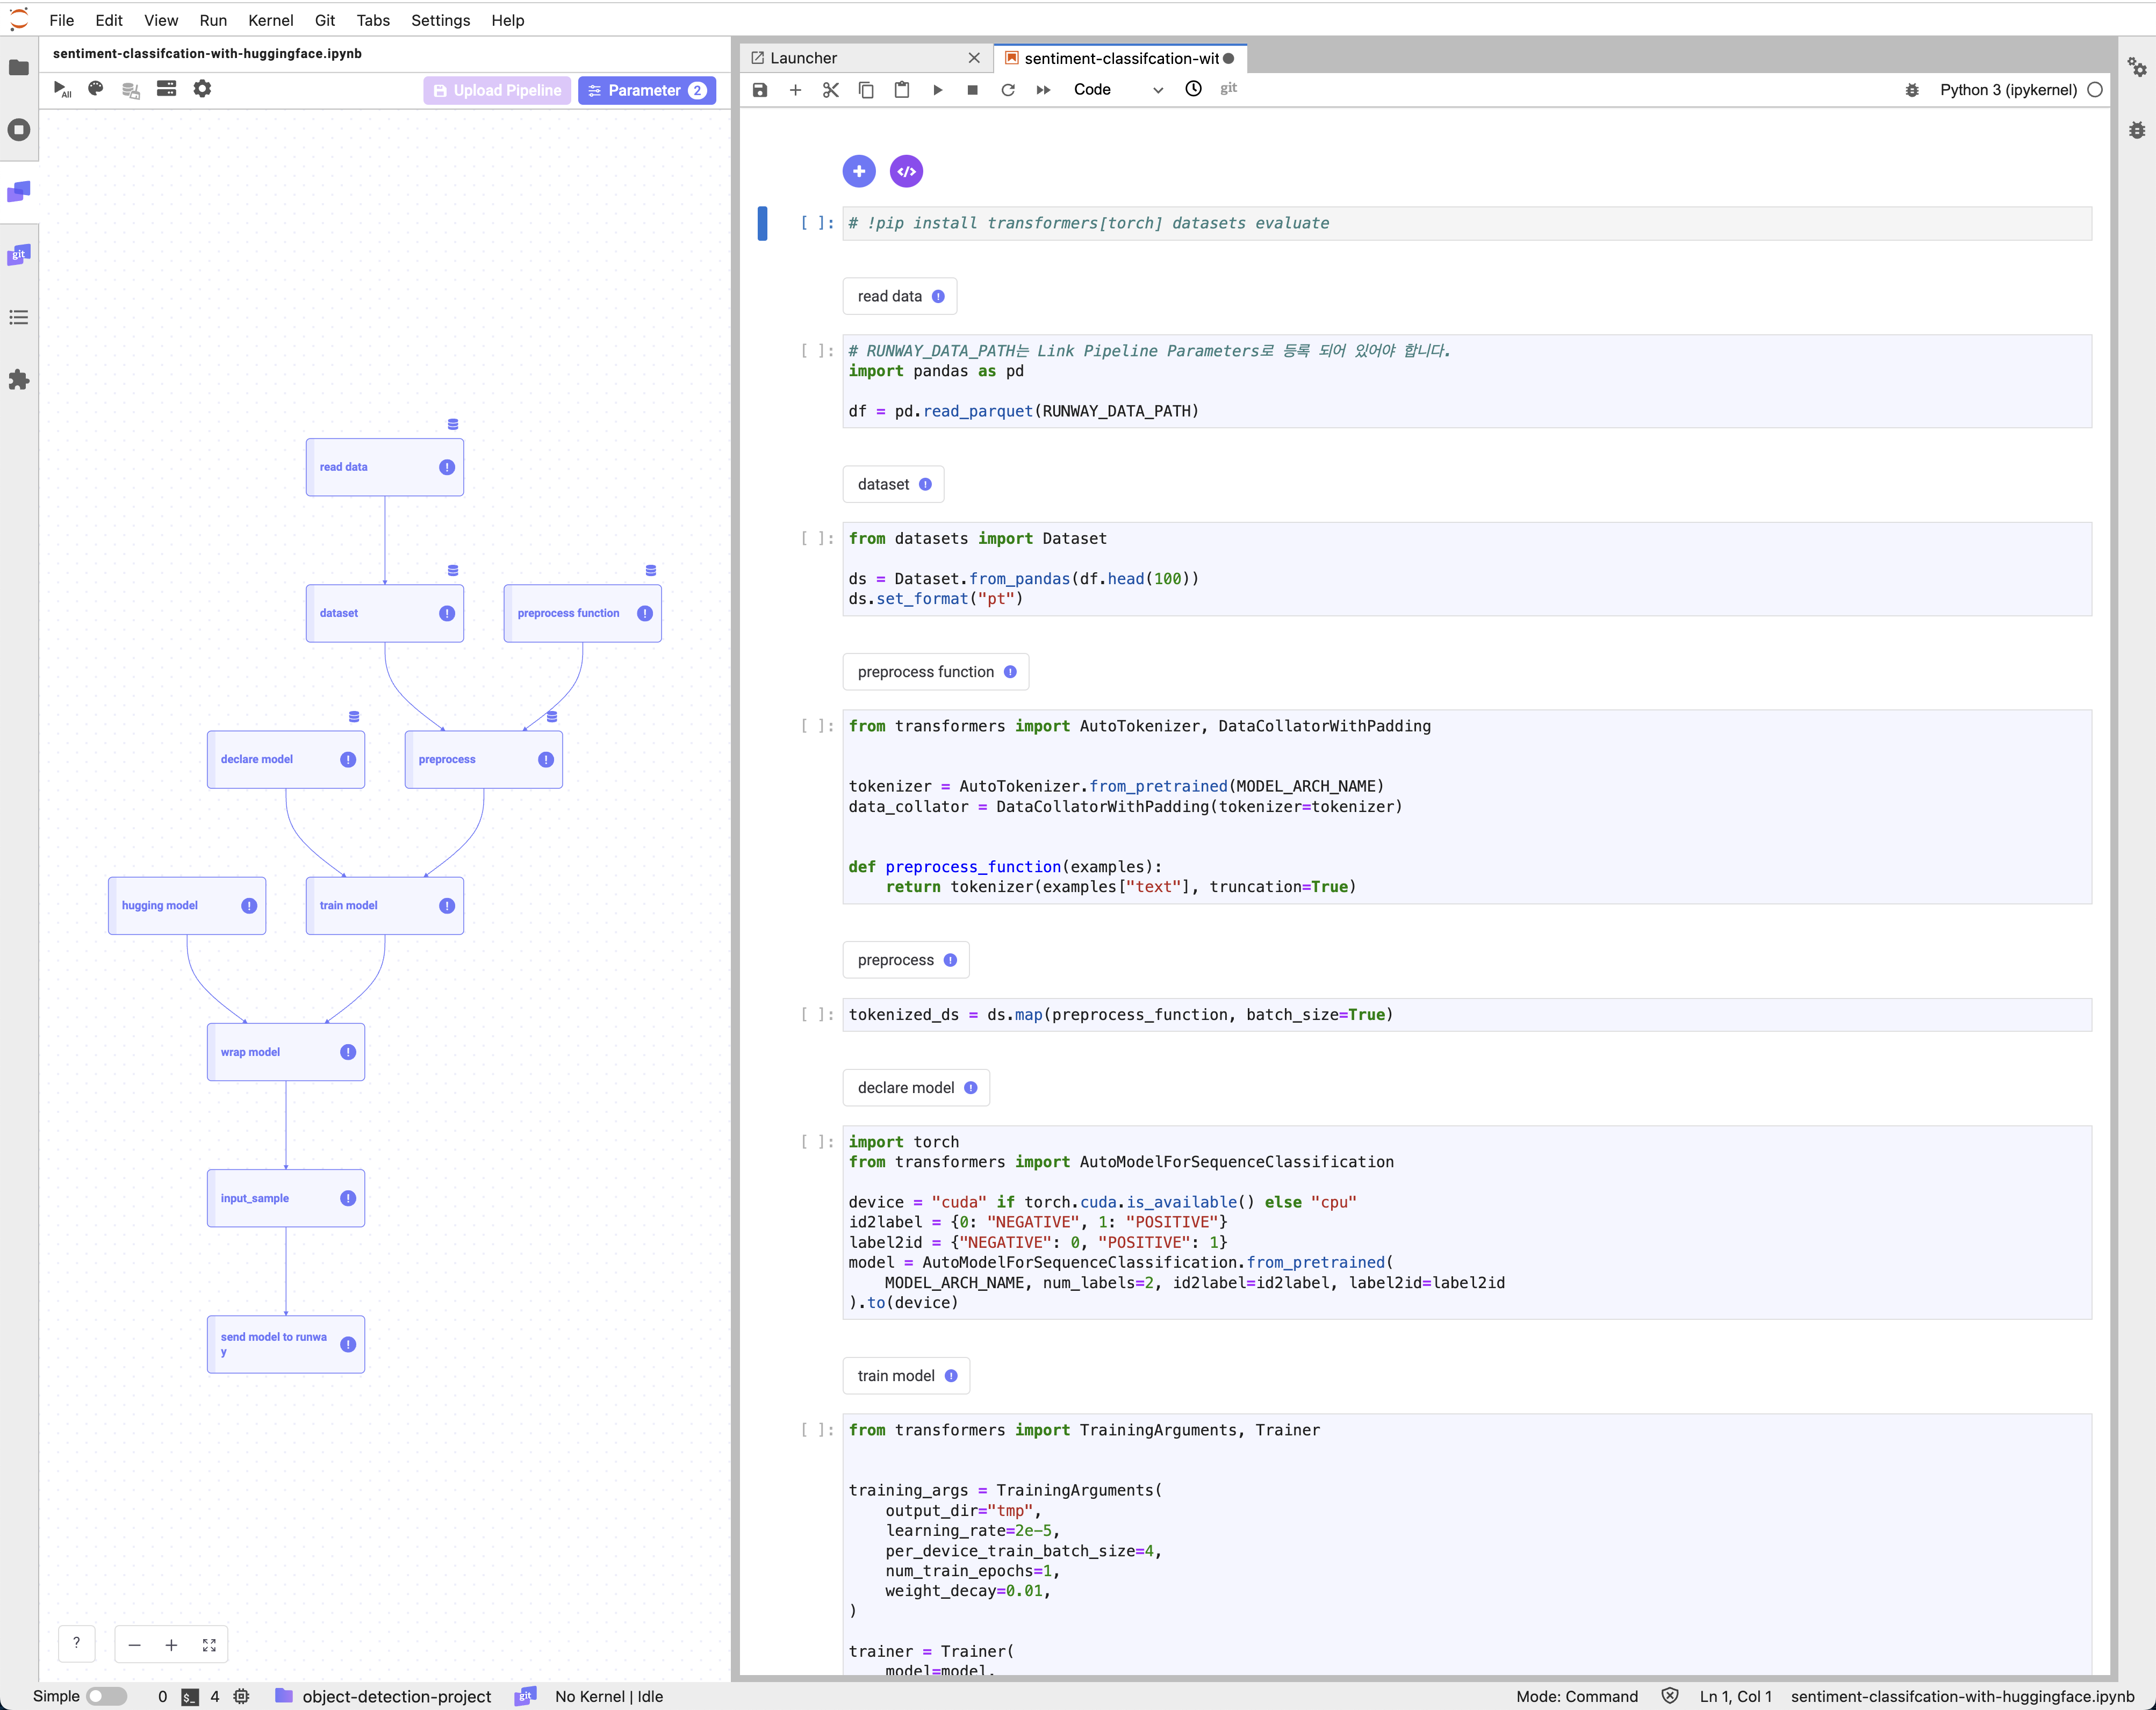 File Edit View Run Kernel Git Tabs Settings Help
sentiment-classifcation-with-huggingface.ipynb
All
Upload Pipeline
Parameter 2
read data
dataset
preprocess function
declare model
preprocess
hugging model
train model
wrap model
input_sample
send model to runwa
y
?
Launcher
sentiment-classifcation-wit
Code
git
Python 3 (ipykernel)
[ ]: # !pip install transformers[torch] datasets evaluate
read data
[ ]: # RUNWAY_DATA_PATH는 Link Pipeline Parameters로 등록 되어 있어야 합니다.
import pandas as pd
df = pd.read_parquet(RUNWAY_DATA_PATH)
dataset
[ ]: from datasets import Dataset
ds = Dataset.from_pandas(df.head(100))
ds.set_format("pt")
preprocess function
[ ]: from transformers import AutoTokenizer, DataCollatorWithPadding
tokenizer = AutoTokenizer.from_pretrained(MODEL_ARCH_NAME)
data_collator = DataCollatorWithPadding(tokenizer=tokenizer)
def preprocess_function(examples):
    return tokenizer(examples["text"], truncation=True)
preprocess
[ ]: tokenized_ds = ds.map(preprocess_function, batch_size=True)
declare model
[ ]: import torch
from transformers import AutoModelForSequenceClassification
device = "cuda" if torch.cuda.is_available() else "cpu"
id2label = {0: "NEGATIVE", 1: "POSITIVE"}
label2id = {"NEGATIVE": 0, "POSITIVE": 1}
model = AutoModelForSequenceClassification.from_pretrained(
    MODEL_ARCH_NAME, num_labels=2, id2label=id2label, label2id=label2id
).to(device)
train model
[ ]: from transformers import TrainingArguments, Trainer
training_args = TrainingArguments(
    output_dir="tmp",
    learning_rate=2e-5,
    per_device_train_batch_size=4,
    num_train_epochs=1,
    weight_decay=0.01,
)
trainer = Trainer(
    model=model,
git
Simple 0 4 object-detection-project git No Kernel | Idle
Mode: Command Ln 1, Col 1 sentiment-classifcation-with-huggingface.ipynb